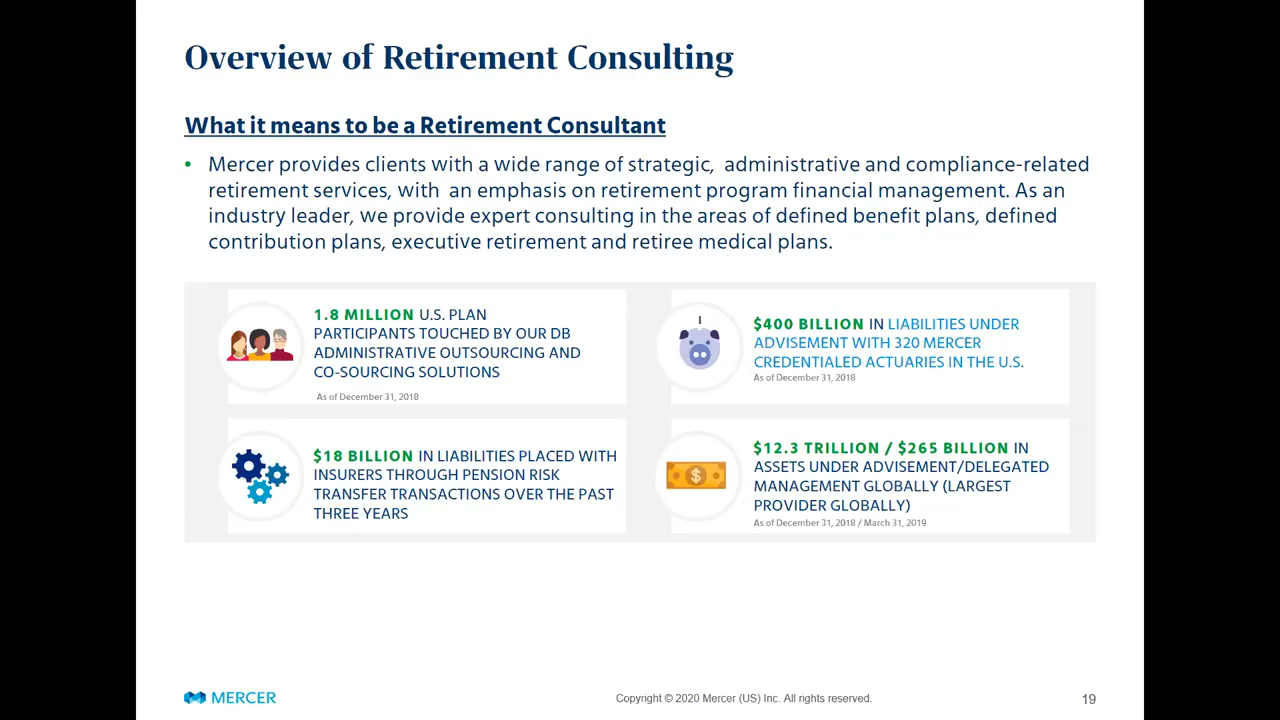 Overview of Retirement Consulting
What it means to be a Retirement Consultant
• Mercer provides clients with a wide range of strategic, administrative and compliance-related
retirement services, with an emphasis on retirement program financial management. As an
industry leader, we provide expert consulting in the areas of defined benefit plans, defined
contribution plans, executive retirement and retiree medical plans.
1.8 MILLION U.S. PLAN
PARTICIPANTS TOUCHED BY OUR DB
ADMINISTRATIVE OUTSOURCING AND
CO-SOURCING SOLUTIONS
As of December 31, 2018
$400 BILLION IN LIABILITIES UNDER
ADVISEMENT WITH 320 MERCER
CREDENTIALED ACTUARIES IN THE U.S.
As of December 31, 2018
$18 BILLION IN LIABILITIES PLACED WITH
INSURERS THROUGH PENSION RISK
TRANSFER TRANSACTIONS OVER THE PAST
THREE YEARS
$12.3 TRILLION / $265 BILLION IN
ASSETS UNDER ADVISEMENT/DELEGATED
MANAGEMENT GLOBALLY (LARGEST
PROVIDER GLOBALLY)
As of December 31, 2018 / March 31, 2019
MERCER
Copyright © 2020 Mercer (US) Inc. All rights reserved.
19